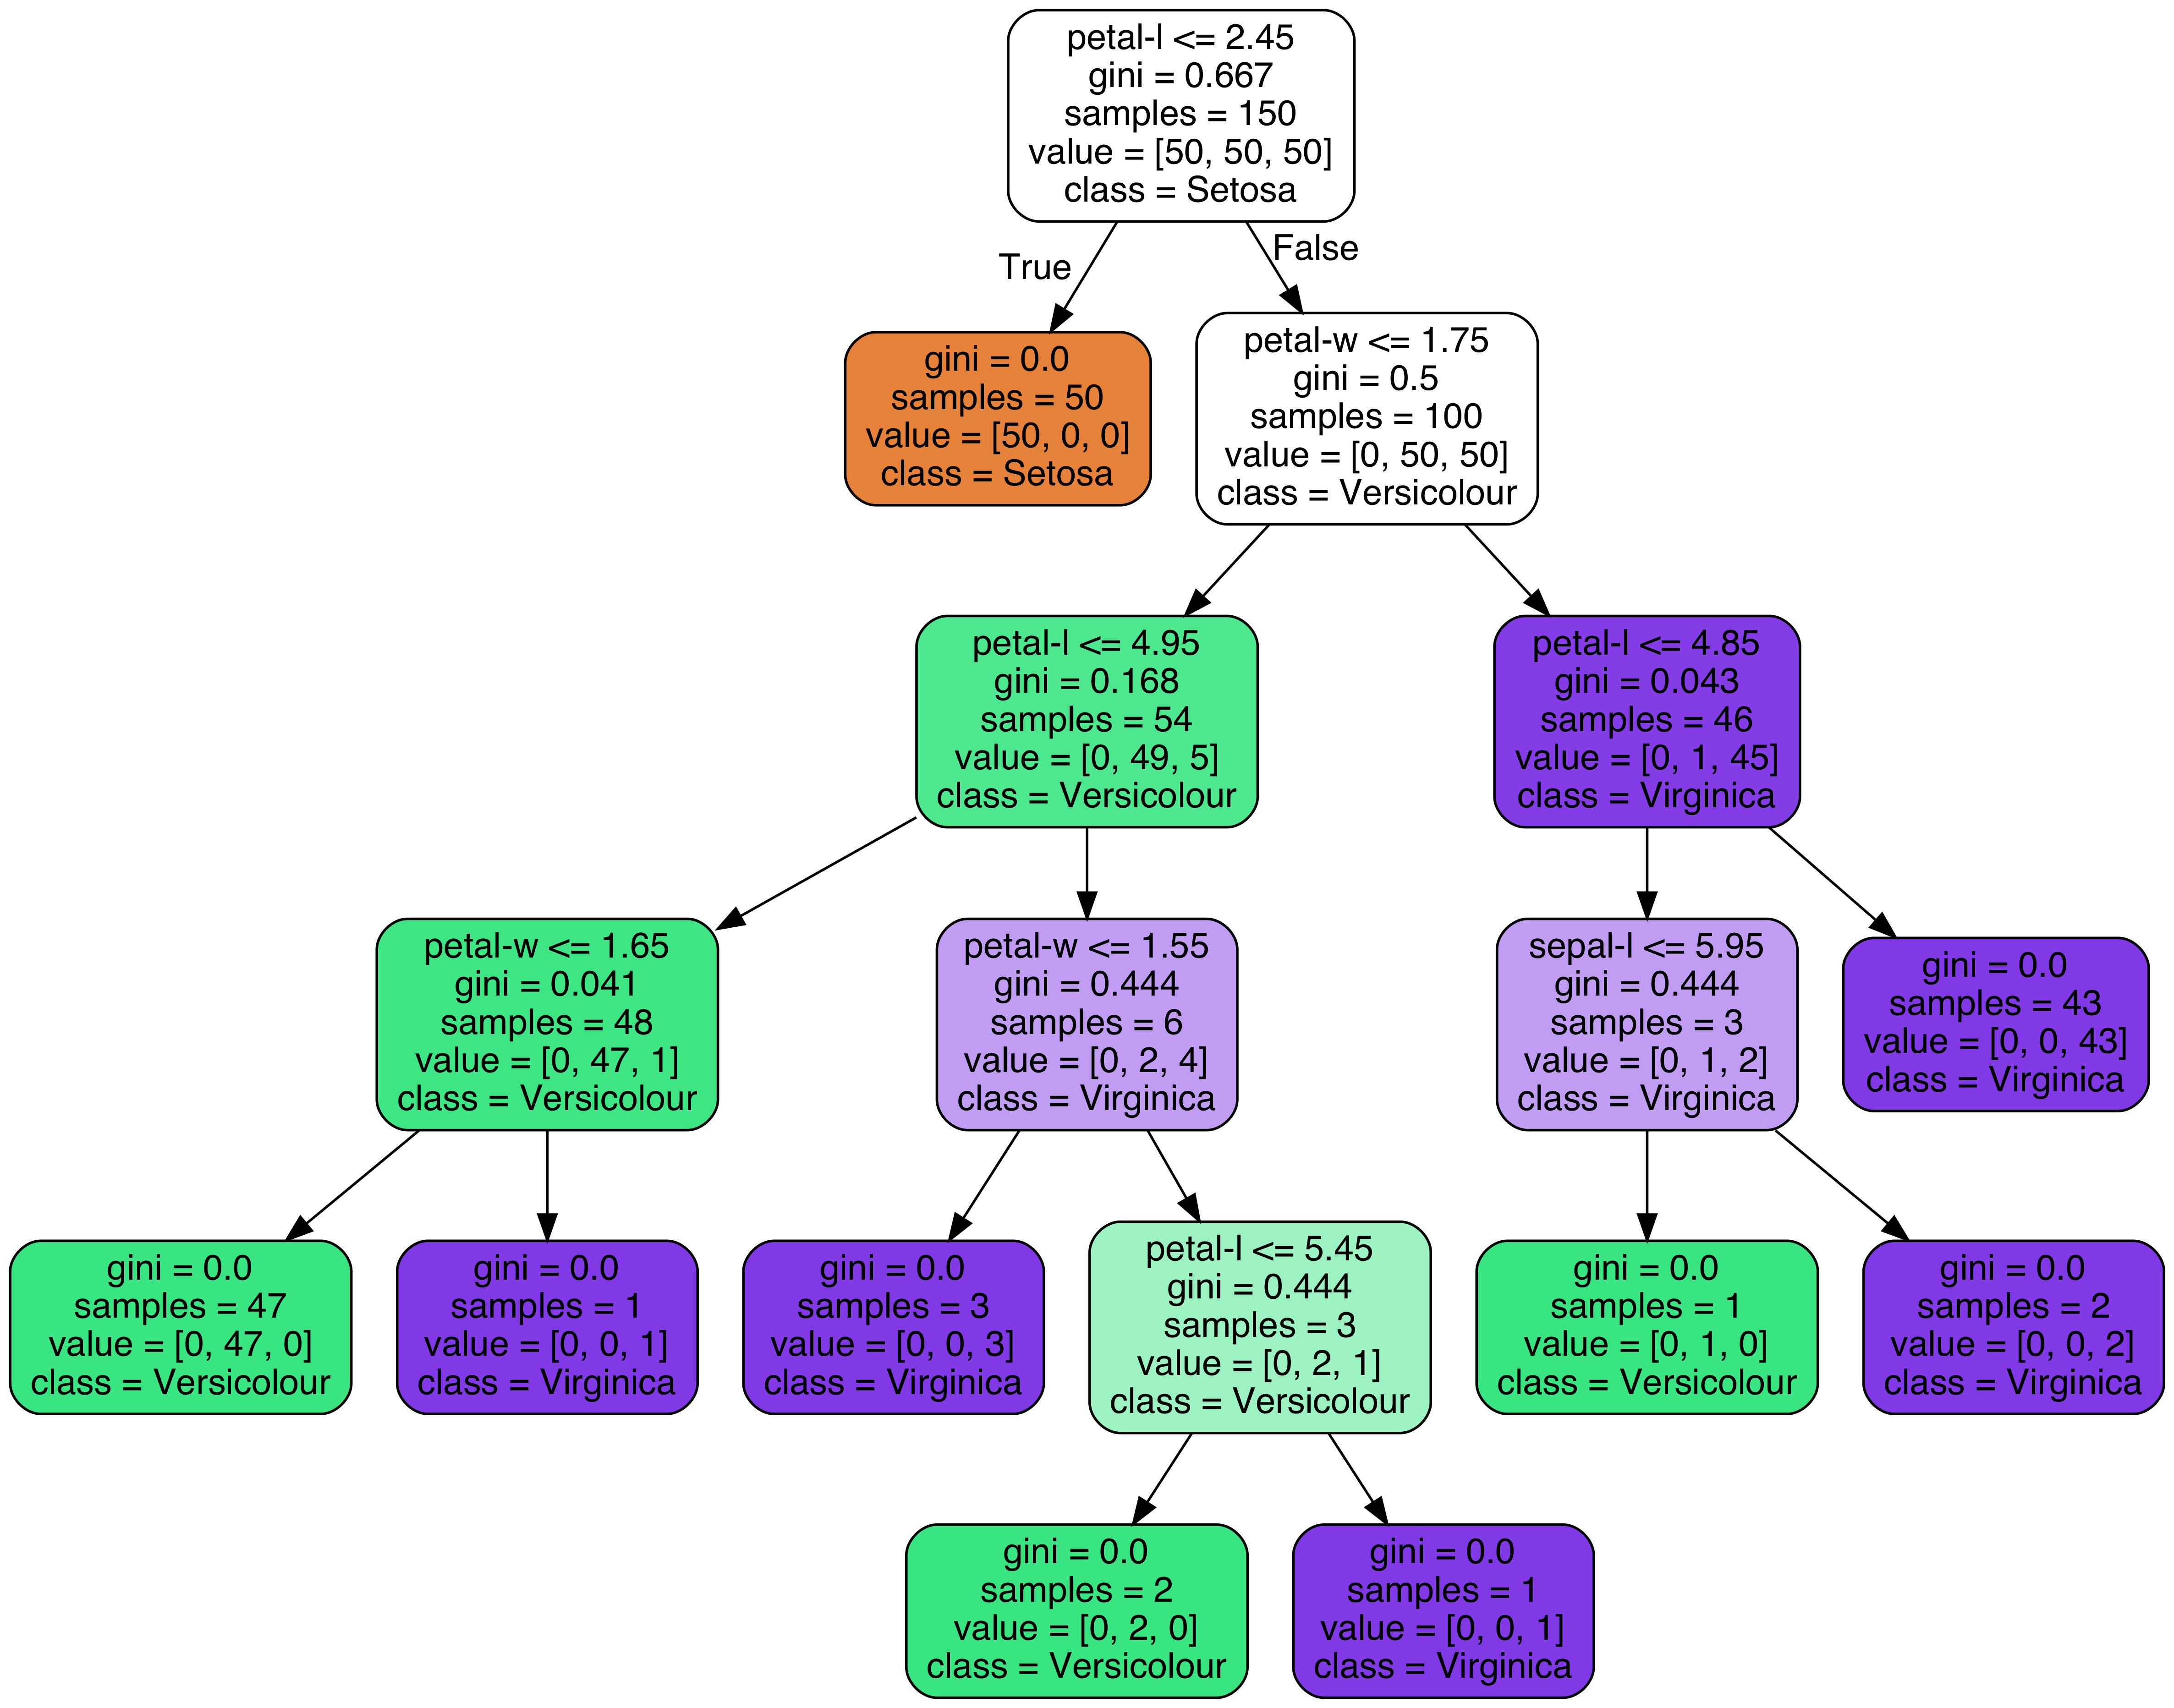 petal-l <= 2.45
gini = 0.667
samples = 150
value = [50, 50, 50]
class = Setosa
True
False
gini = 0.0
samples = 50
value = [50, 0, 0]
class = Setosa
petal-w <= 1.75
gini = 0.5
samples = 100
value = [0, 50, 50]
class = Versicolour
petal-l <= 4.95
gini = 0.168
samples = 54
value = [0, 49, 5]
class = Versicolour
petal-l <= 4.85
gini = 0.043
samples = 46
value = [0, 1, 45]
class = Virginica
petal-w <= 1.65
gini = 0.041
samples = 48
value = [0, 47, 1]
class = Versicolour
petal-w <= 1.55
gini = 0.444
samples = 6
value = [0, 2, 4]
class = Virginica
sepal-l <= 5.95
gini = 0.444
samples = 3
value = [0, 1, 2]
class = Virginica
gini = 0.0
samples = 43
value = [0, 0, 43]
class = Virginica
gini = 0.0
samples = 47
value = [0, 47, 0]
class = Versicolour
gini = 0.0
samples = 1
value = [0, 0, 1]
class = Virginica
gini = 0.0
samples = 3
value = [0, 0, 3]
class = Virginica
petal-l <= 5.45
gini = 0.444
samples = 3
value = [0, 2, 1]
class = Versicolour
gini = 0.0
samples = 1
value = [0, 1, 0]
class = Versicolour
gini = 0.0
samples = 2
value = [0, 0, 2]
class = Virginica
gini = 0.0
samples = 2
value = [0, 2, 0]
class = Versicolour
gini = 0.0
samples = 1
value = [0, 0, 1]
class = Virginica